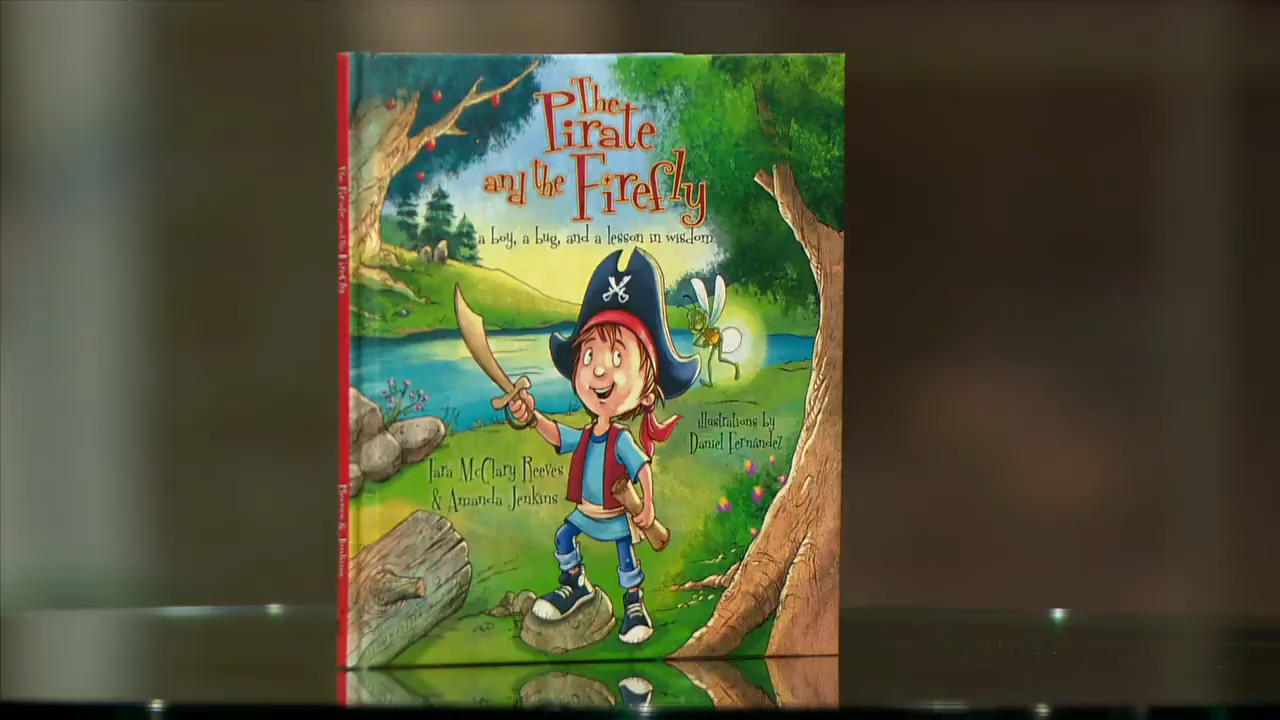 The
Pirate
and the Firefly
a boy, a bug, and a lesson in wisdom
illustrations by
Daniel Fernández
Tara McClary Reeves
& Amanda Jenkins
The Pirate and the Firefly
Reeves & Jenkins